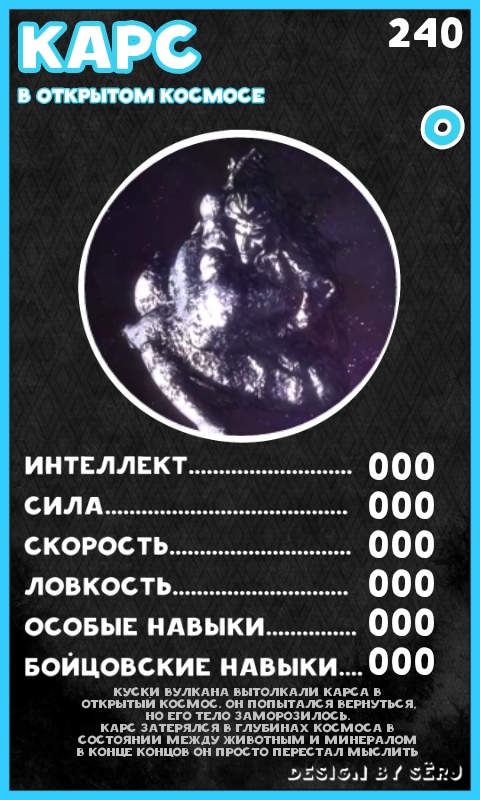 КАРС
240
В ОТКРЫТОМ КОСМОСЕ
ИНТЕЛЛЕКТ.................................. 000
СИЛА.................................................. 000
СКОРОСТЬ...................................... 000
ЛОВКОСТЬ..................................... 000
ОСОБЫЕ НАВЫКИ................... 000
БОЙЦОВСКИЕ НАВЫКИ.... 000
КУСКИ ВУЛКАНА ВЫТОЛКАЛИ КАРСА В
ОТКРЫТЫЙ КОСМОС. ОН ПОПЫТАЛСЯ ВЕРНУТЬСЯ,
НО ЕГО ТЕЛО ЗАМОРОЗИЛОСЬ.
КАРС ЗАТЕРЯЛСЯ В ГЛУБИНАХ КОСМОСА В
СОСТОЯНИИ МЕЖДУ ЖИВОТНЫМ И МИНЕРАЛОМ
В КОНЦЕ КОНЦОВ ОН ПРОСТО ПЕРЕСТАЛ МЫСЛИТЬ
DESIGN BY SЁRJ